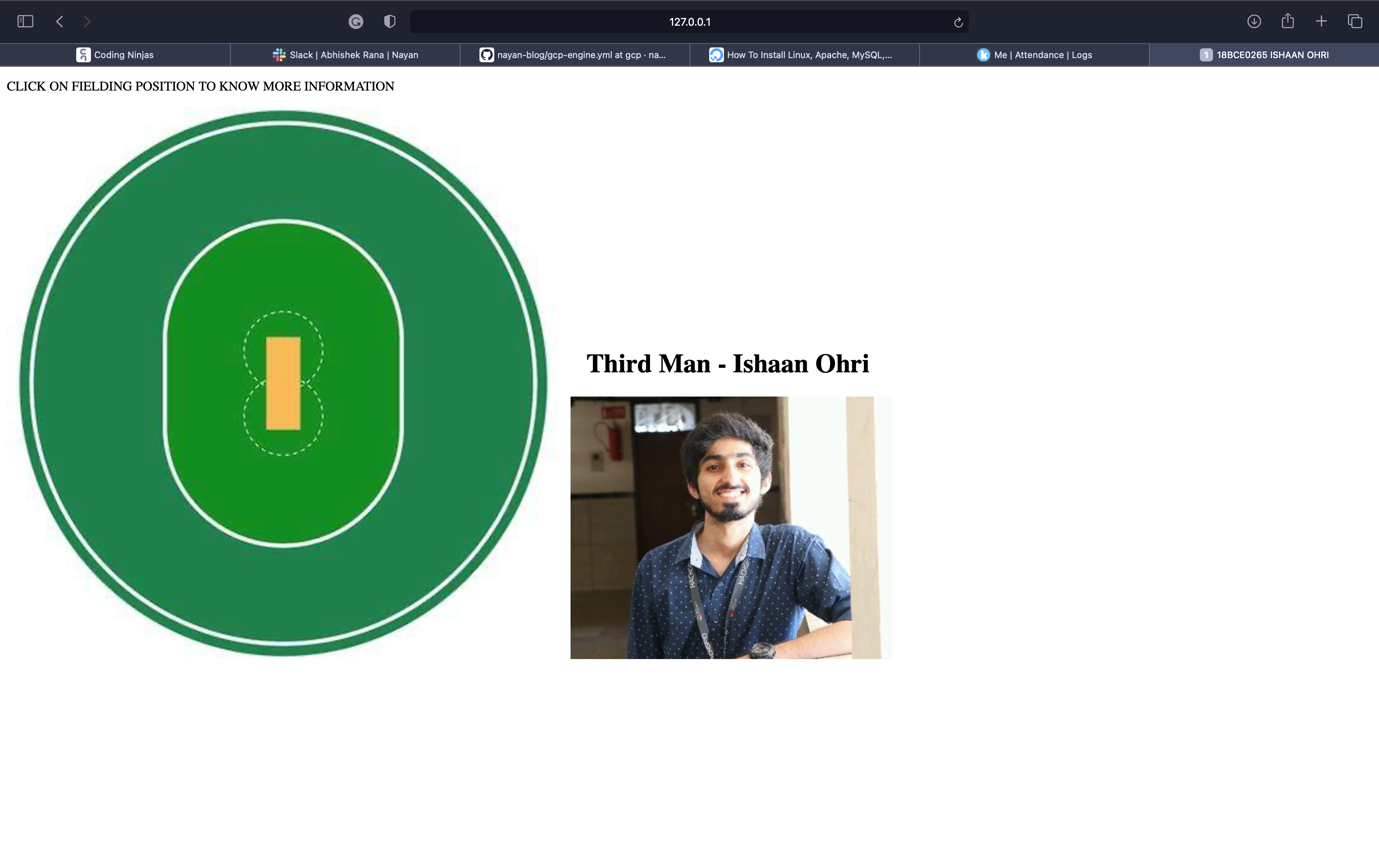 127.0.0.1
Coding Ninjas
Slack | Abhishek Rana | Nayan
nayan-blog/gcp-engine.yml at gcp · na...
How To Install Linux, Apache, MySQL,...
Me | Attendance | Logs
1 18BCE0265 ISHAAN OHRI
CLICK ON FIELDING POSITION TO KNOW MORE INFORMATION
Third Man - Ishaan Ohri